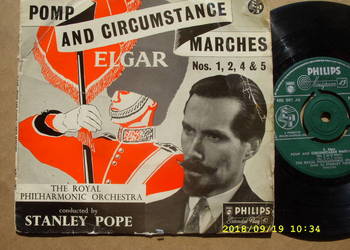 POMP
AND CIRCUMSTANCE
MARCHES
ELGAR
Nos. 1, 2, 4 & 5
THE ROYAL
PHILHARMONIC ORCHESTRA
conducted by
STANLEY POPE
PHILIPS
PHILIPS
2018/09/19 10:34